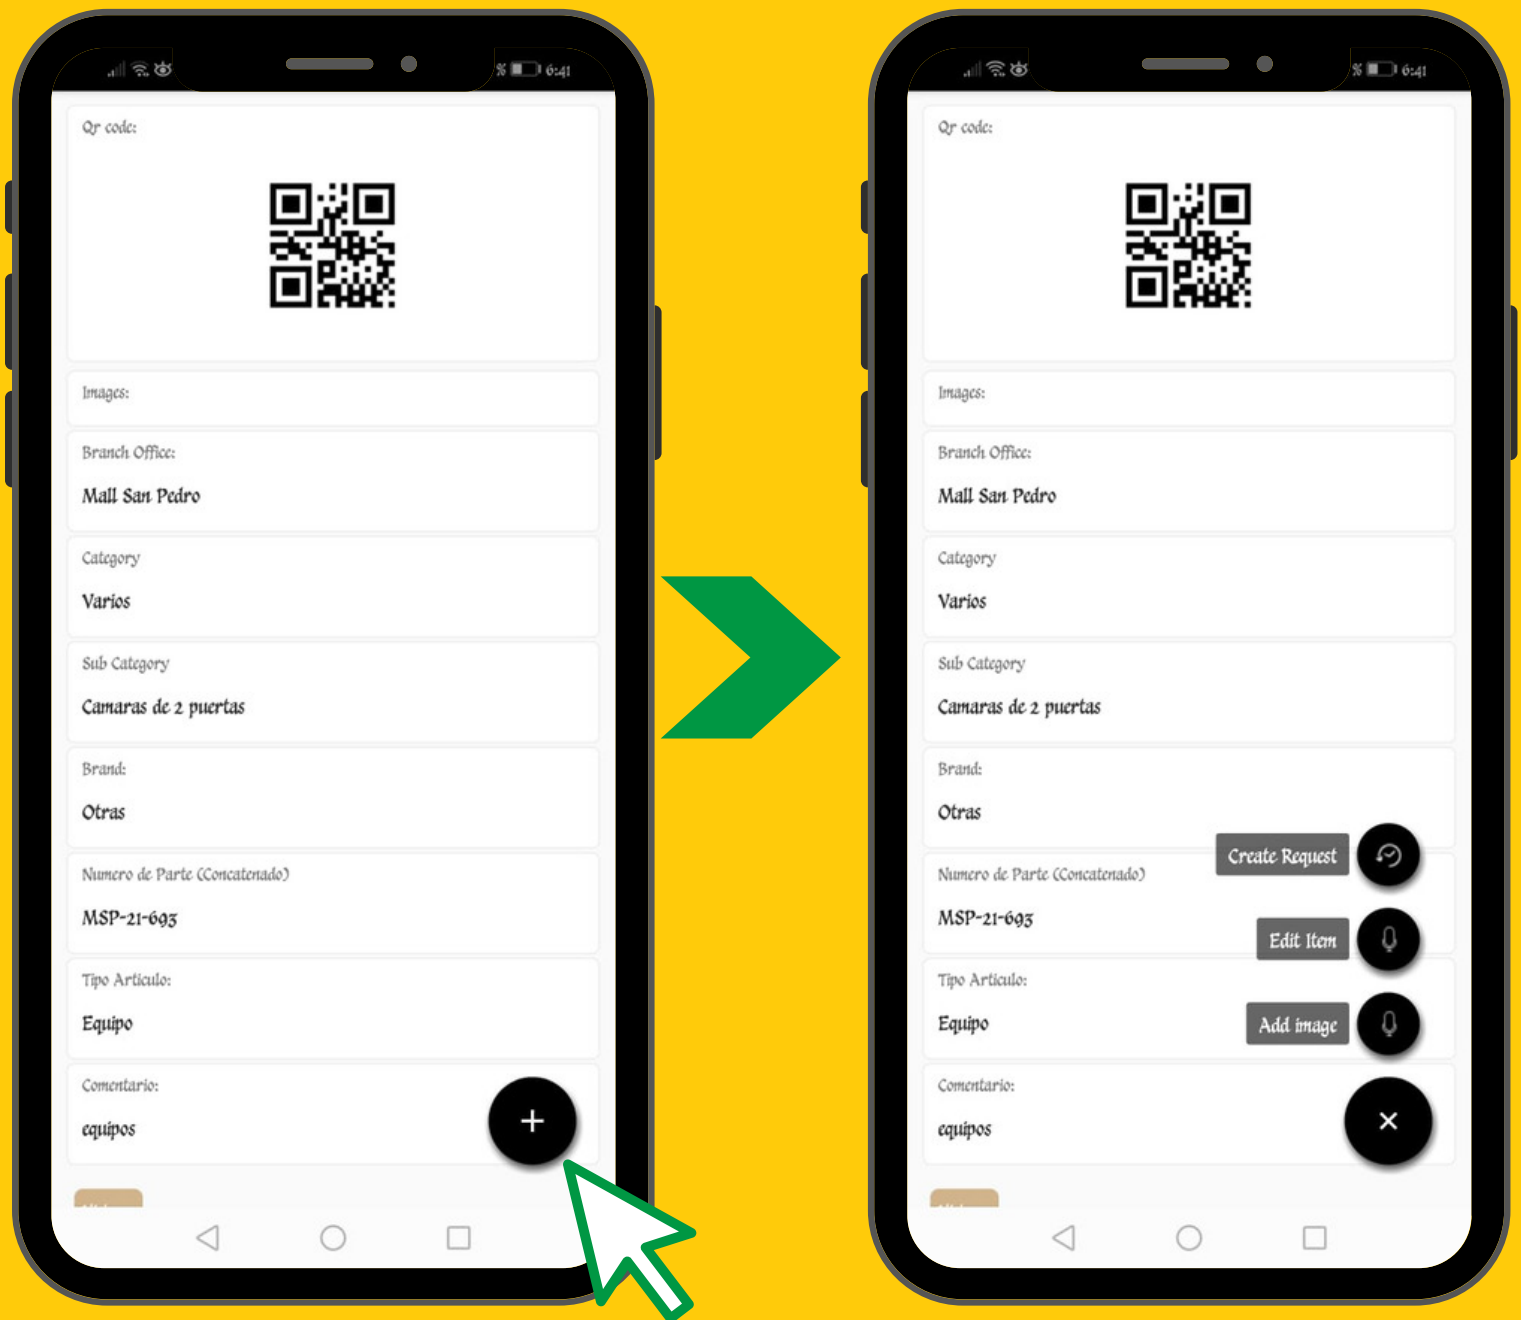 % 6:41
Qr code:
Images:
Branch Office:
Mall San Pedro
Category
Varios
Sub Category
Camaras de 2 puertas
Brand:
Otras
Numero de Parte (Concatenado)
MSP-21-693
Tipo Articulo:
Equipo
Comentario:
equipos
% 6:41
Qr code:
Images:
Branch Office:
Mall San Pedro
Category
Varios
Sub Category
Camaras de 2 puertas
Brand:
Otras
Create Request
Numero de Parte (Concatenado)
MSP-21-693
Edit Item
Tipo Articulo:
Equipo
Add image
Comentario:
equipos